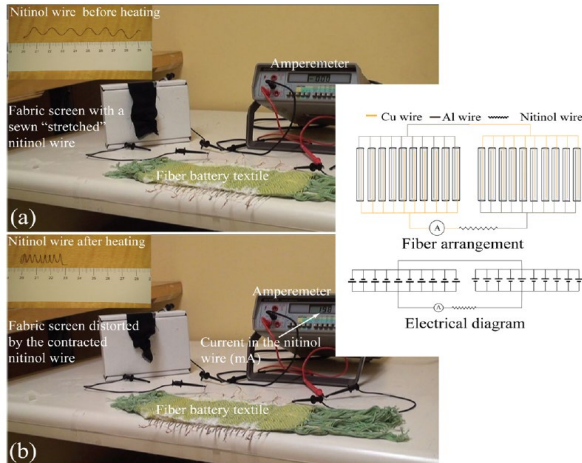 Nitinol wire before heating
Amperemeter
Fabric screen with a
sewn “stretched”
nitinol wire
Fiber battery textile
(a)
Cu wire
Al wire
Nitinol wire
A
Fiber arrangement
A
Electrical diagram
Nitinol wire after heating
Amperemeter
Fabric screen distorted
by the contracted
nitinol wire
Current in the nitinol
wire (mA)
Fiber battery textile
(b)